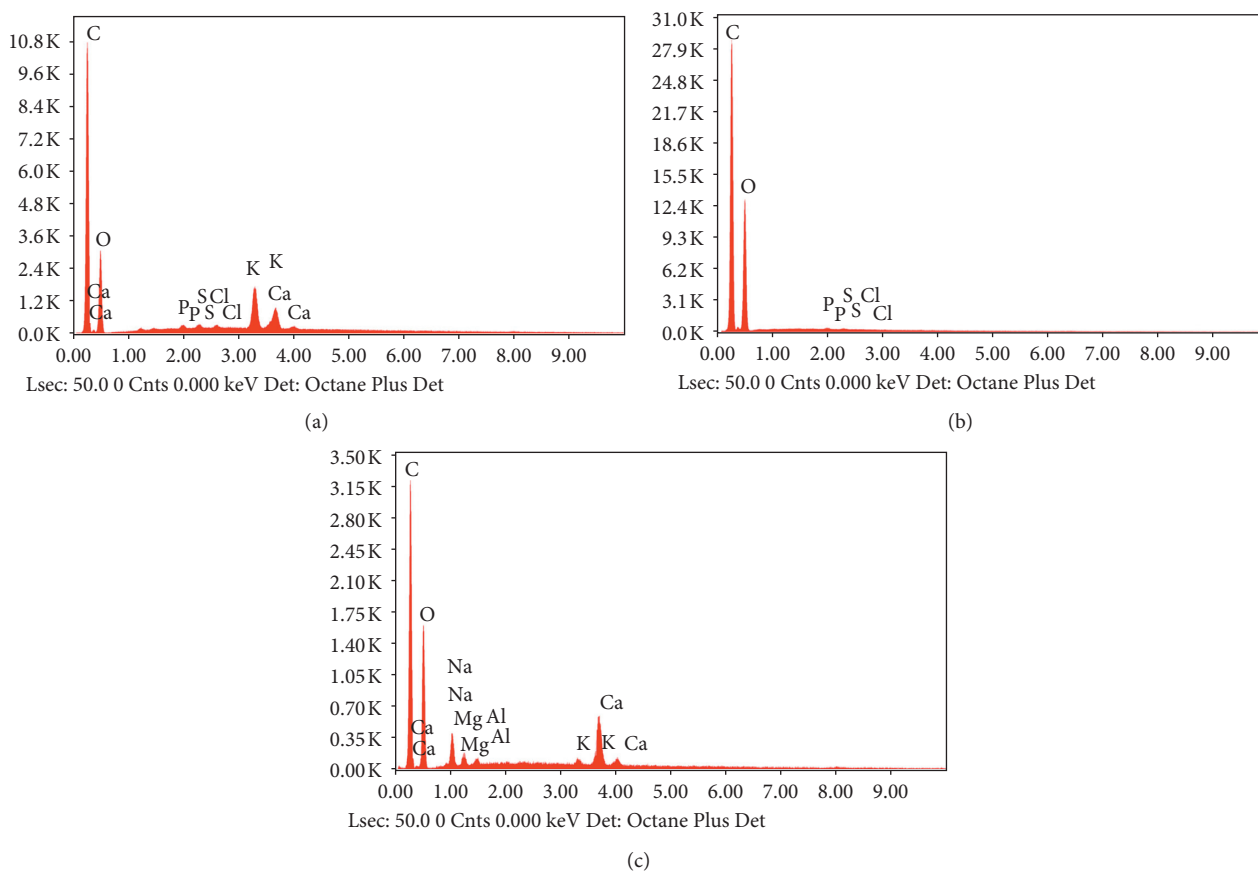 10.8 K
9.6 K
8.4 K
7.2 K
6.0 K
4.8 K
3.6 K
2.4 K
1.2 K
0.0 K
C
O
Ca
Ca
P
P
S
S
Cl
Cl
K
K
Ca
Ca
0.00 1.00 2.00 3.00 4.00 5.00 6.00 7.00 8.00 9.00
Lsec: 50.0 0 Cnts 0.000 keV Det: Octane Plus Det
(a)
31.0 K
27.9 K
24.8 K
21.7 K
18.6 K
15.5 K
12.4 K
9.3 K
6.2 K
3.1 K
0.0 K
C
O
P
P
S
S
Cl
Cl
0.00 1.00 2.00 3.00 4.00 5.00 6.00 7.00 8.00 9.00
Lsec: 50.0 0 Cnts 0.000 keV Det: Octane Plus Det
(b)
3.50 K
3.15 K
2.80 K
2.45 K
2.10 K
1.75 K
1.40 K
1.05 K
0.70 K
0.35 K
0.00 K
C
O
Ca
Ca
Na
Na
Mg
Mg
Al
Al
K
K
Ca
Ca
0.00 1.00 2.00 3.00 4.00 5.00 6.00 7.00 8.00 9.00
Lsec: 50.0 0 Cnts 0.000 keV Det: Octane Plus Det
(c)